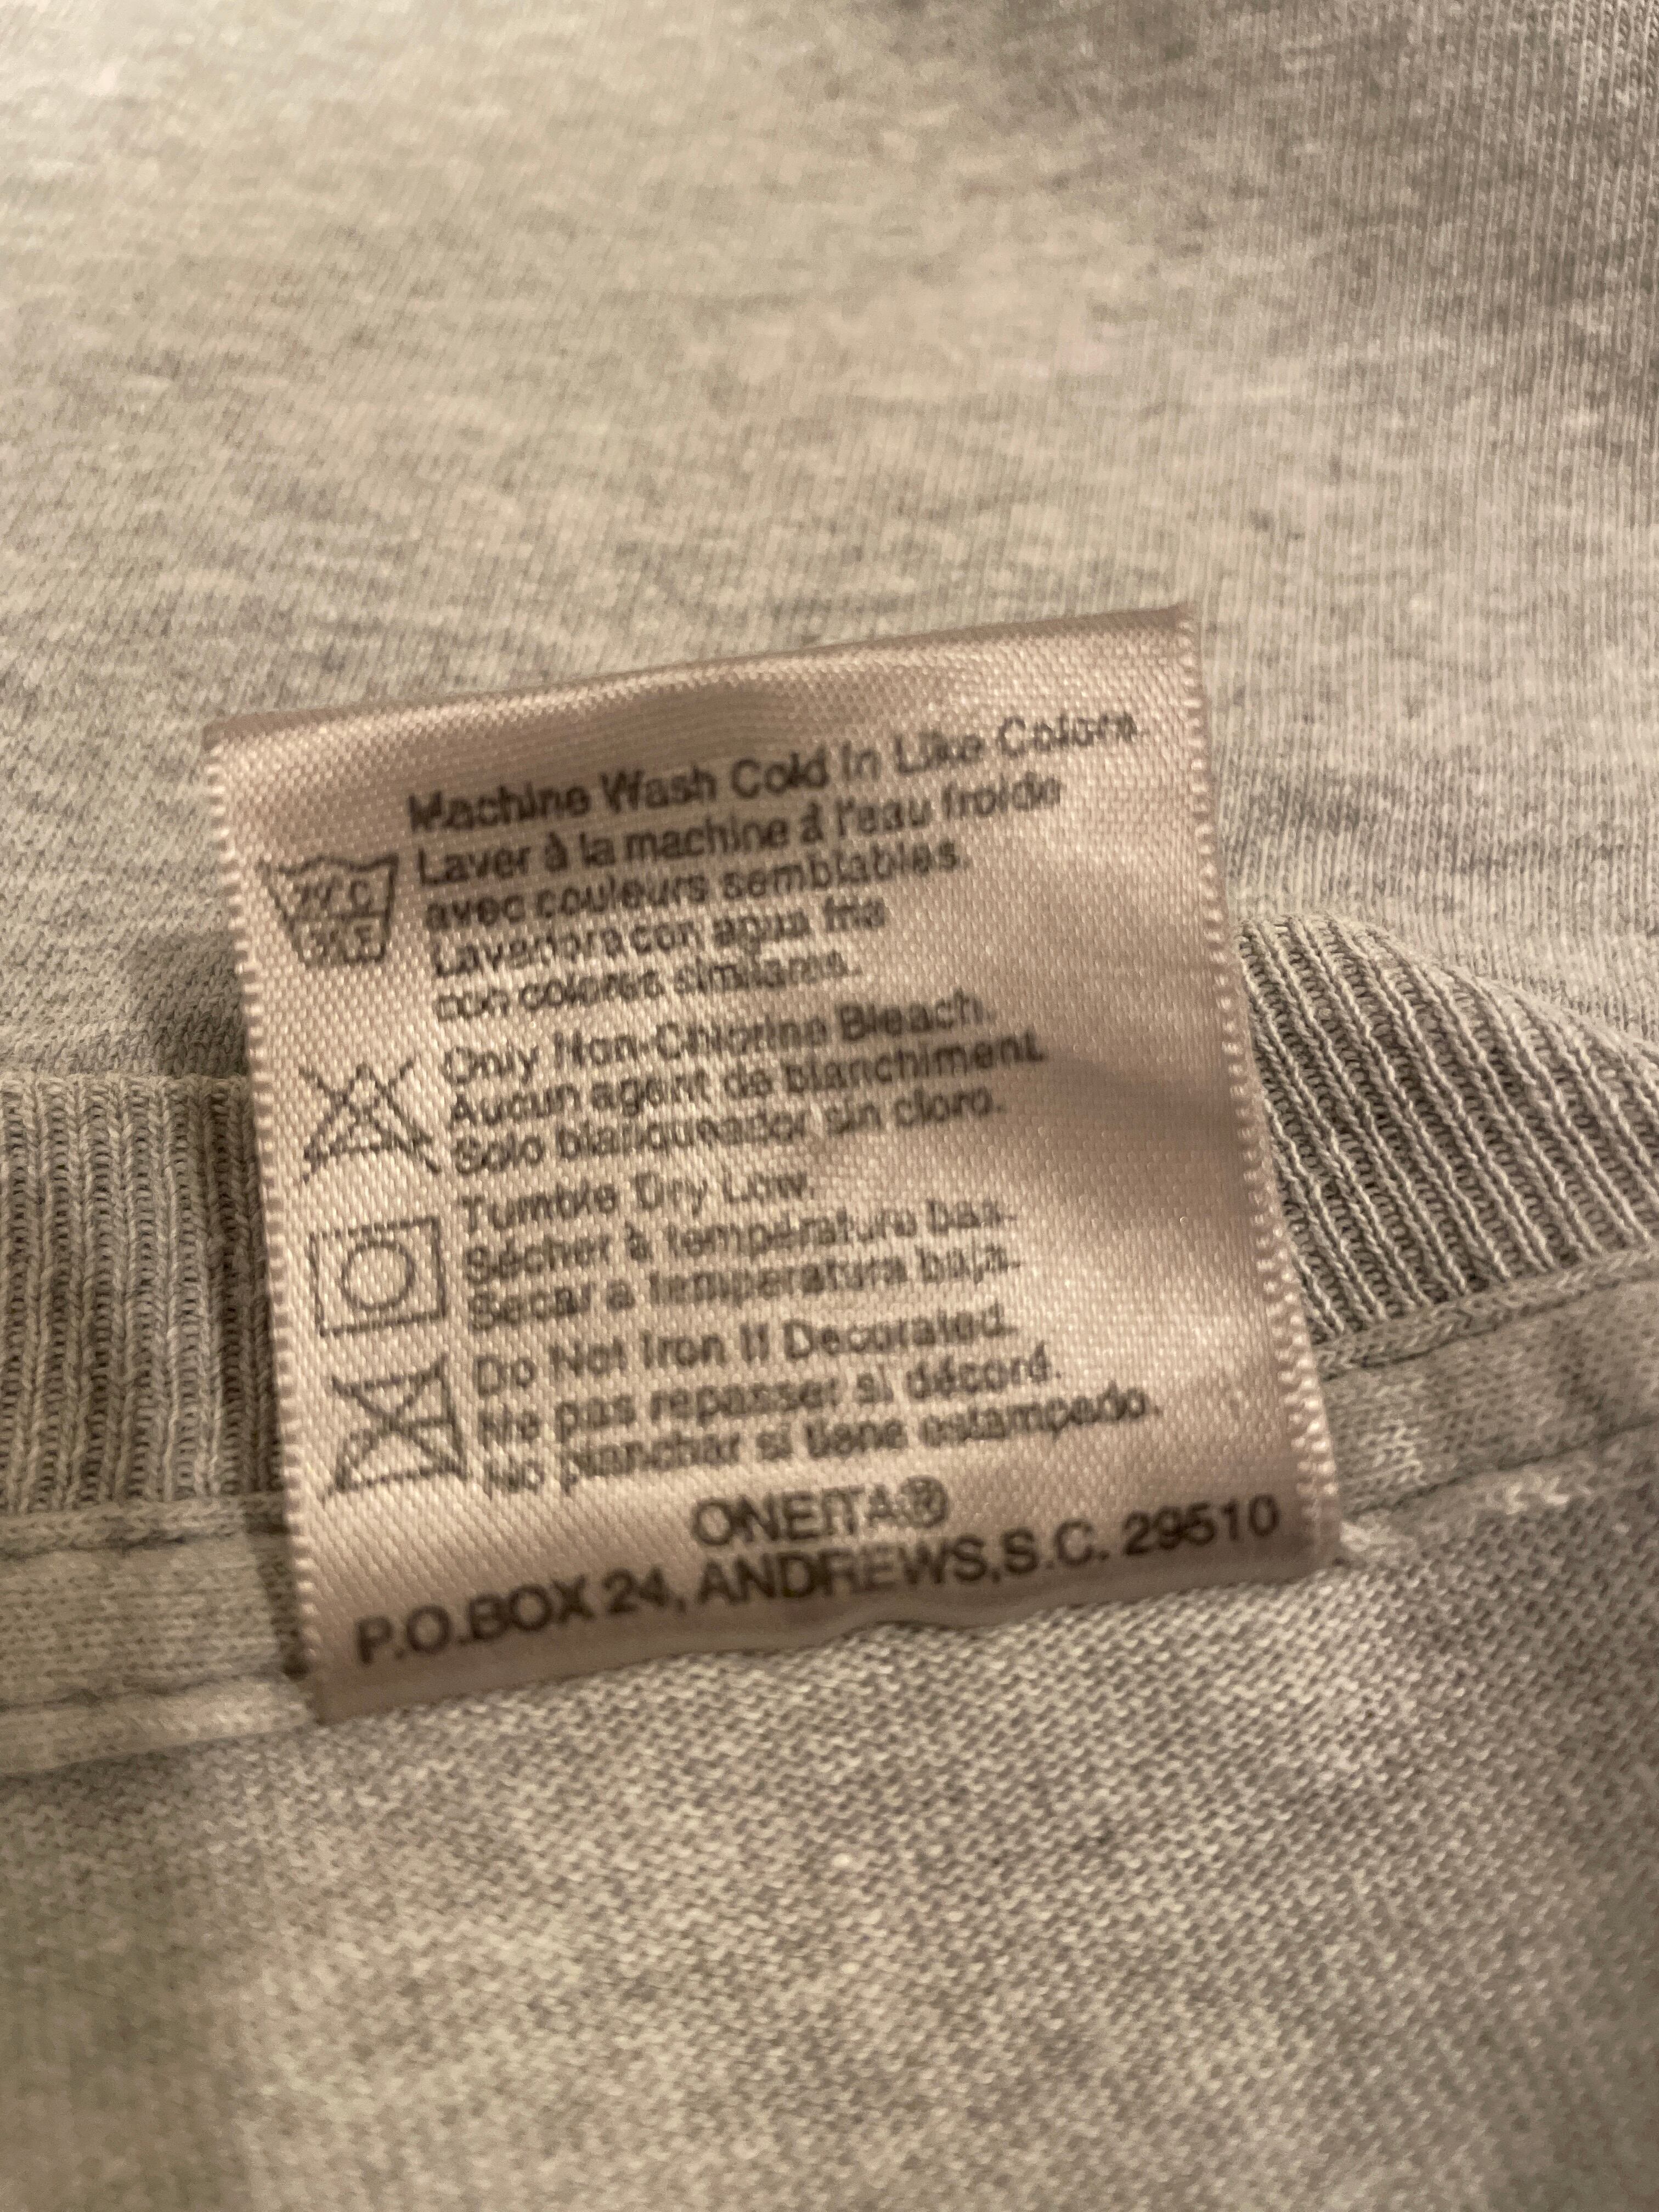 Machine Wash Cold In Like Colors
Laver à la machine à l'eau froide
avec couleurs semblables.
Lavadora con agua fria
con colores similares.
Only Non-Chlorine Bleach.
Aucun agent de blanchiment.
Solo blanqueador sin cloro.
Tumble Dry Low.
Sécher à température bas.
Secar a temperatura baja.
Do Not Iron If Decorated.
Ne pas repasser si décoré.
No planchar si tiene estampado.
ONEITA®
P.O.BOX 24, ANDREWS,S.C. 29510